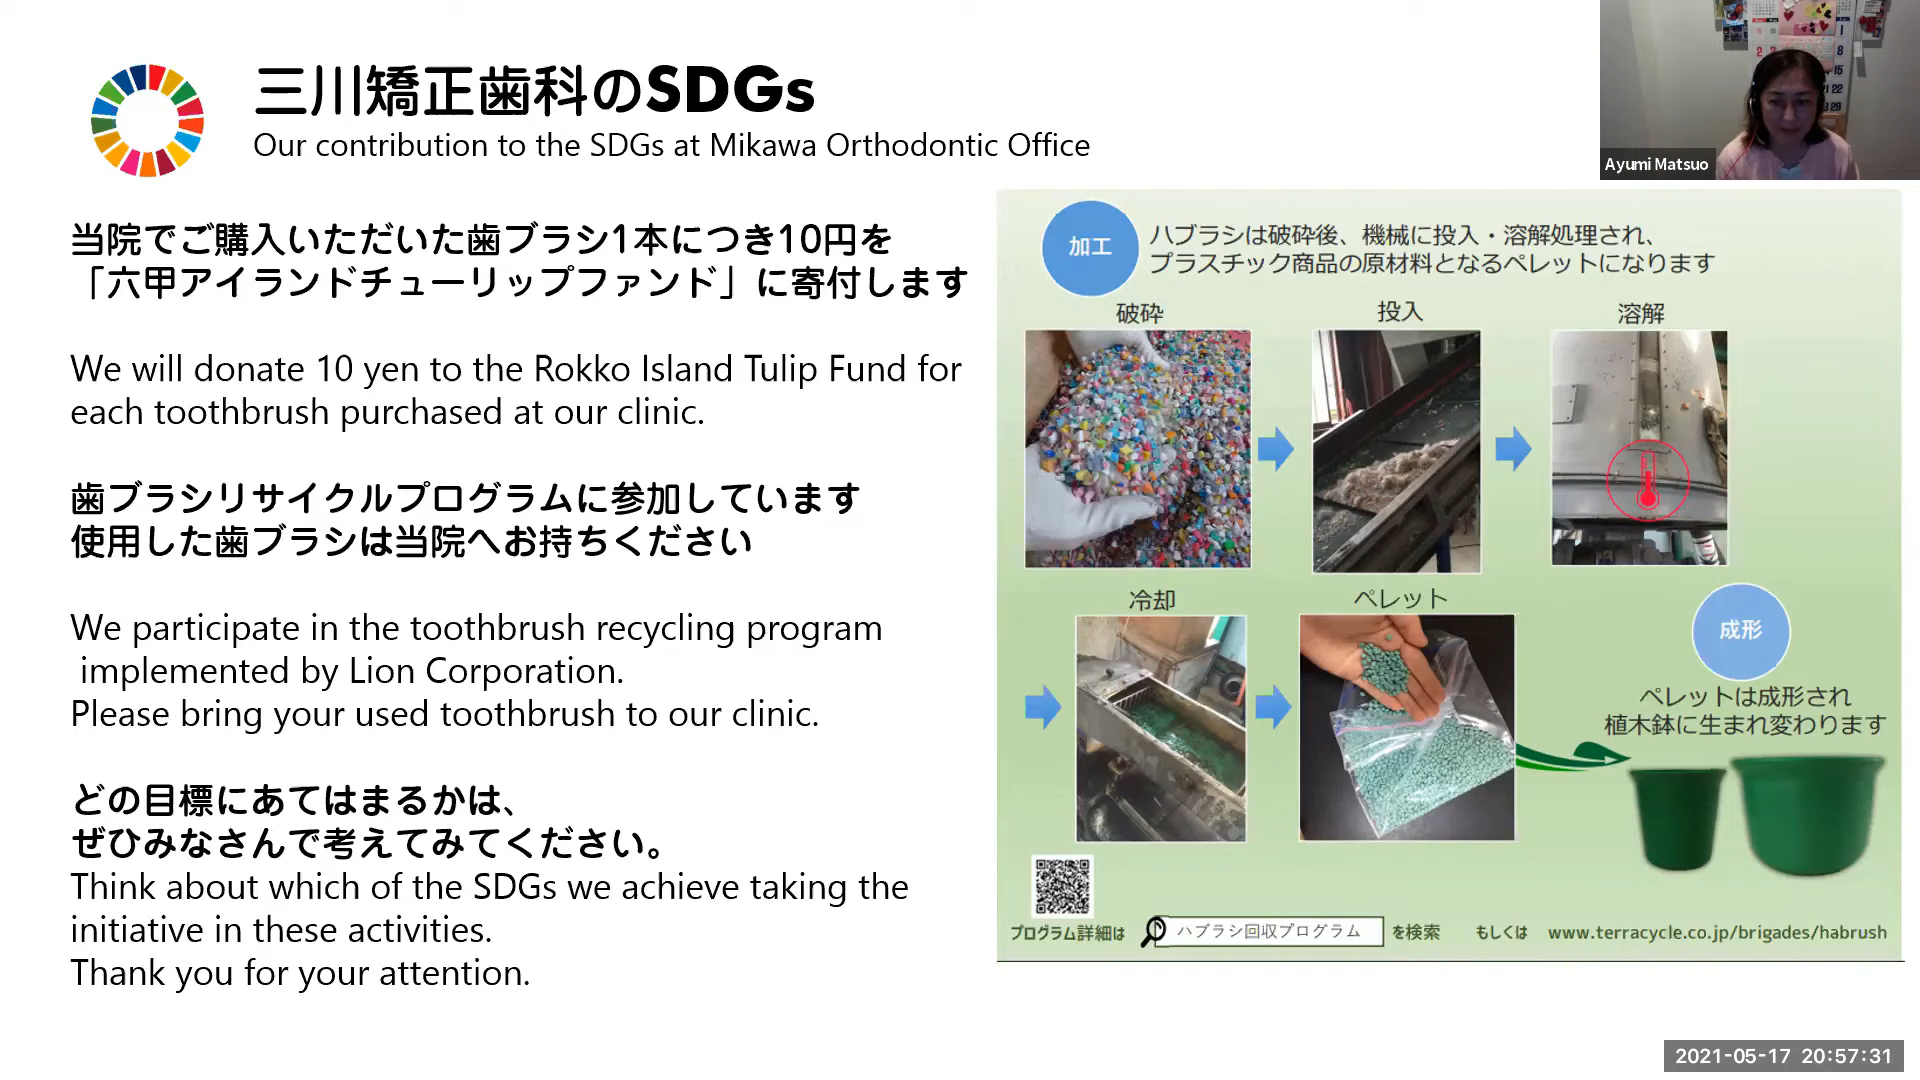 三川矯正歯科のSDGs
Our contribution to the SDGs at Mikawa Orthodontic Office
Ayumi Matsuo
当院でご購入いただいた歯ブラシ1本につき10円を
「六甲アイランドチューリップファンド」に寄付します
We will donate 10 yen to the Rokko Island Tulip Fund for
each toothbrush purchased at our clinic.
歯ブラシリサイクルプログラムに参加しています
使用した歯ブラシは当院へお持ちください
We participate in the toothbrush recycling program
implemented by Lion Corporation.
Please bring your used toothbrush to our clinic.
どの目標にあてはまるかは、
ぜひみなさんで考えてみてください。
Think about which of the SDGs we achieve taking the
initiative in these activities.
Thank you for your attention.
加工
ハブラシは破砕後、機械に投入・溶解処理され、
プラスチック商品の原材料となるペレットになります
破砕
投入
溶解
冷却
ペレット
成形
ペレットは成形され
植木鉢に生まれ変わります
プログラム詳細は ハブラシ回収プログラム を検索 もしくは www.terracycle.co.jp/brigades/habrush
2021-05-17 20:57:31